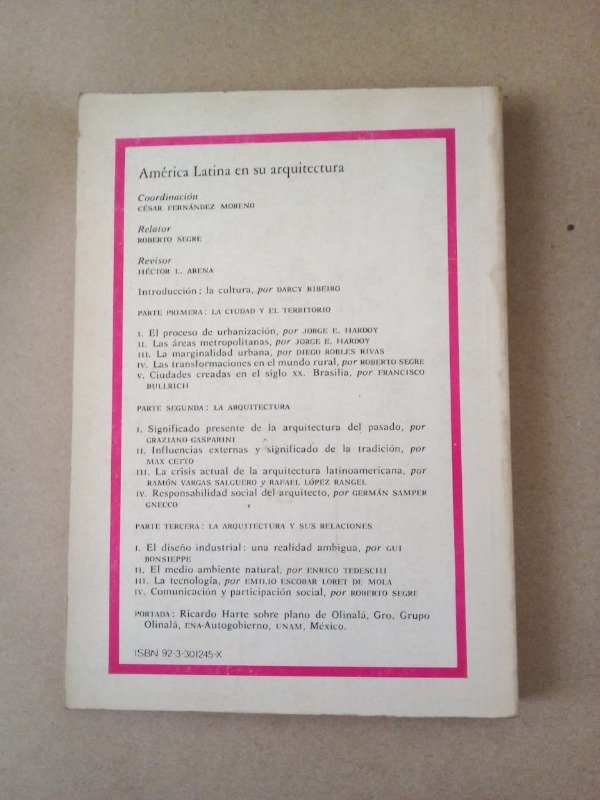 América Latina en su arquitectura
Coordinación
CÉSAR FERNÁNDEZ MORENO
Relator
ROBERTO SEGRE
Revisor
HÉCTOR L. ARENA
Introducción: la cultura, por DARCY RIBEIRO
PARTE PRIMERA: LA CIUDAD Y EL TERRITORIO
I. El proceso de urbanización, por JORGE E. HARDOY
II. Las áreas metropolitanas, por JORGE E. HARDOY
III. La marginalidad urbana, por DIEGO ROBLES RIVAS
IV. Las transformaciones en el mundo rural, por ROBERTO SEGRE
V. Ciudades creadas en el siglo XX. Brasilia, por FRANCISCO
BULLRICH
PARTE SEGUNDA: LA ARQUITECTURA
I. Significado presente de la arquitectura del pasado, por
GRAZIANO GASPARINI
II. Influencias externas y significado de la tradición, por
MAX CETTO
III. La crisis actual de la arquitectura latinoamericana, por
RAMÓN VARGAS SALGUERO y RAFAEL LÓPEZ RANGEL
IV. Responsabilidad social del arquitecto, por GERMÁN SAMPER
GNECCO
PARTE TERCERA: LA ARQUITECTURA Y SUS RELACIONES
I. El diseño industrial: una realidad ambigua, por GUI
BONSIEPPE
II. El medio ambiente natural, por ENRICO TEDESCHI
III. La tecnología, por EMILIO ESCOBAR LORET DE MOLA
IV. Comunicación y participación social, por ROBERTO SEGRE
PORTADA: Ricardo Harte sobre plano de Olinalá, Gro. Grupo
Olinalá, ENA-Autogobierno, UNAM, México.
ISBN 92-3-301245-X